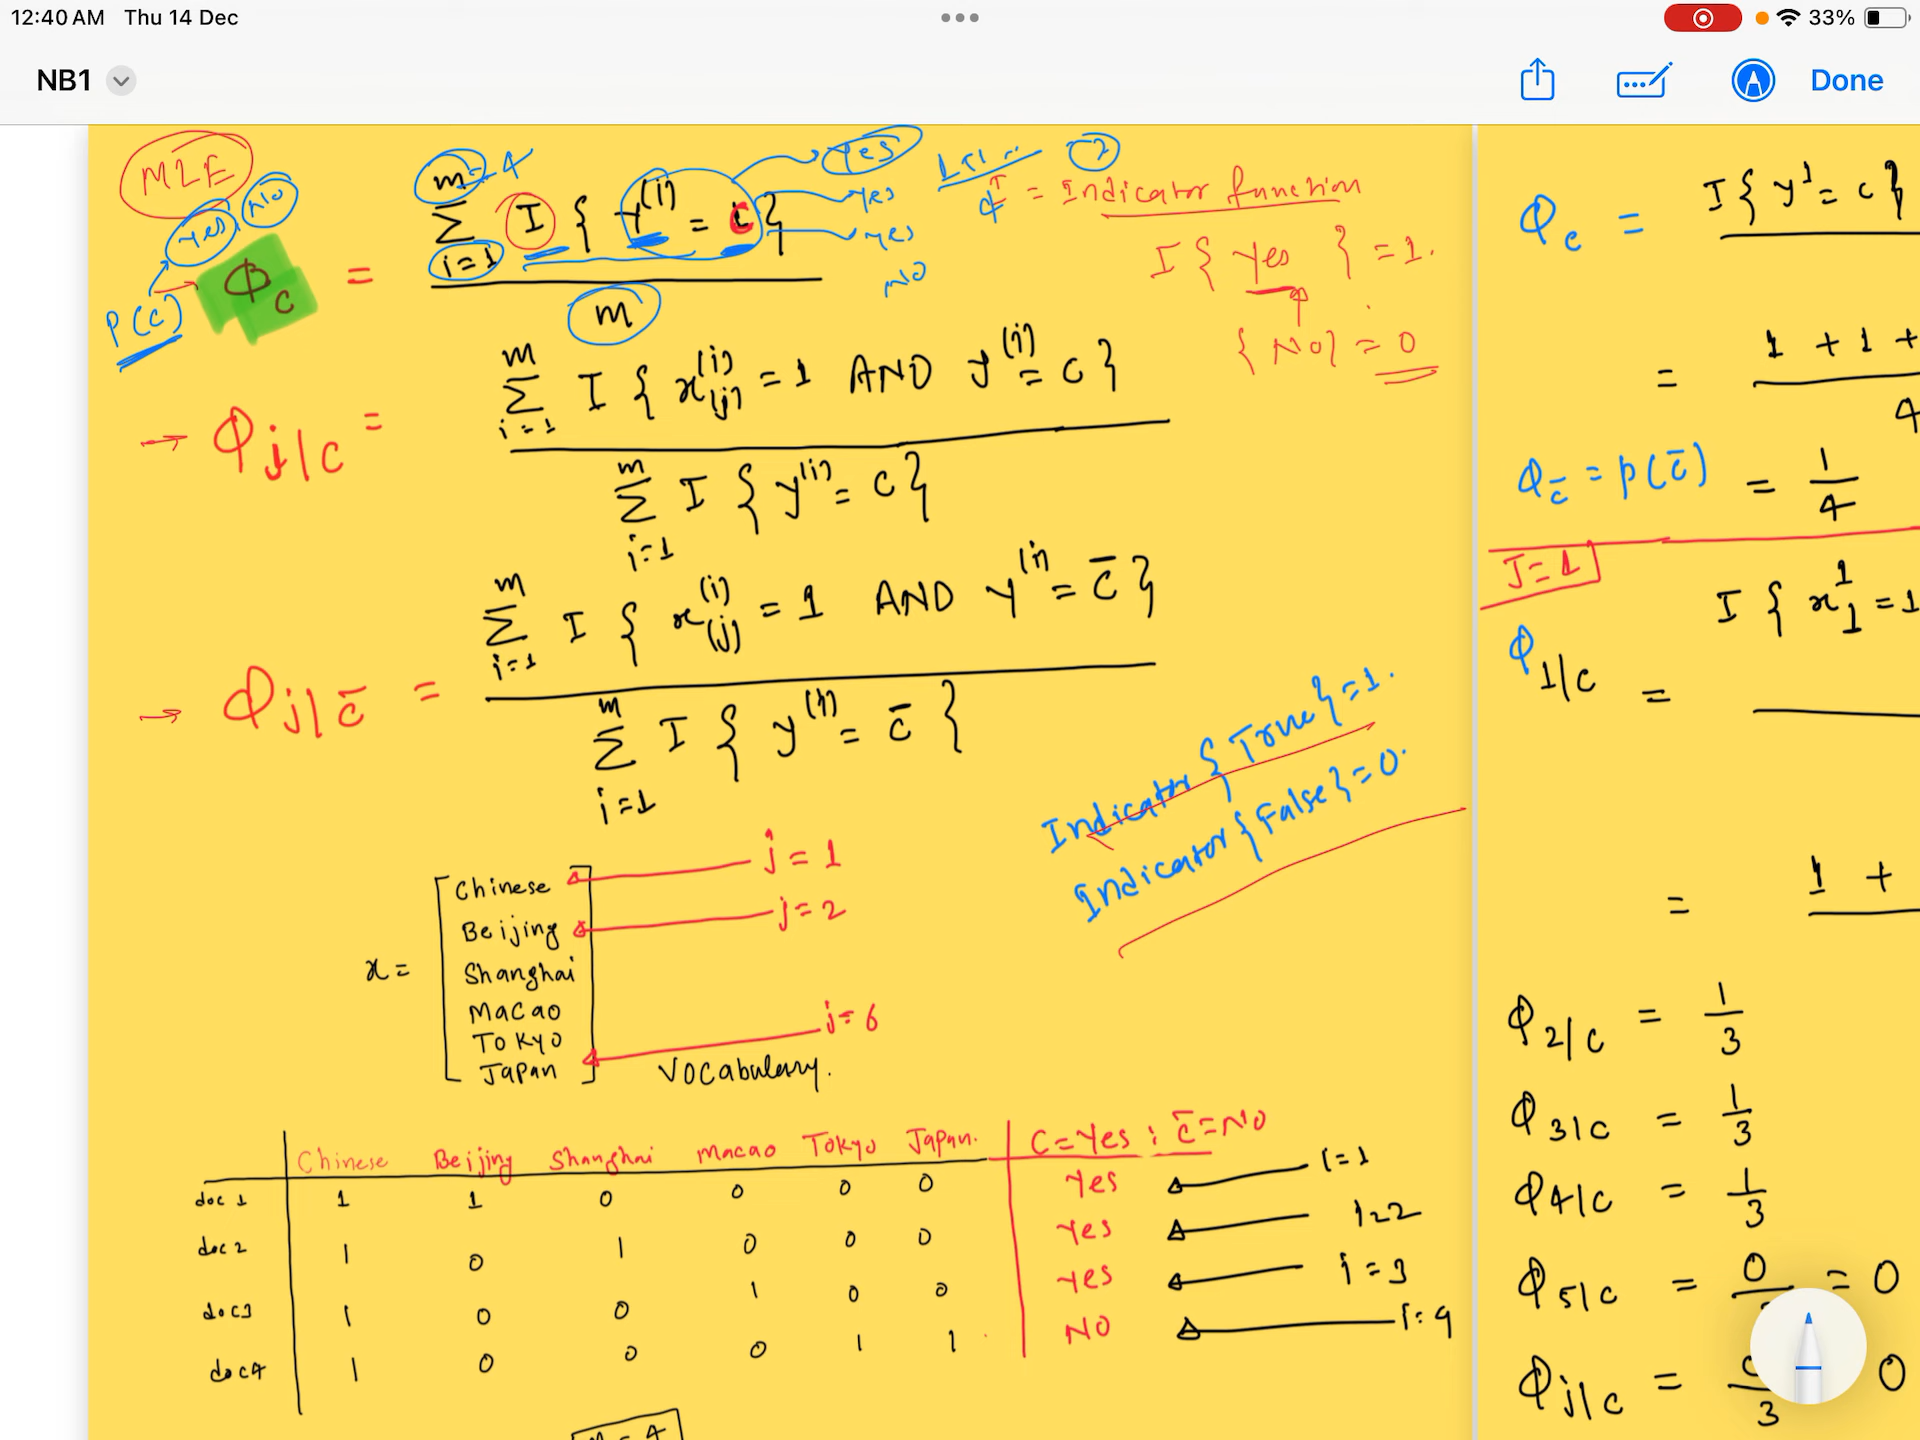 12:40 AM Thu 14 Dec
33%
NB1
Done
MLE
Yes NO
P(C)
Φc = m=4 Σ i=1 I { y(i) = c } / m
Yes
Yes
Yes
NO
I = Indicator function
I { Yes } = 1.
{ NO } = 0
→ Φj|c = m Σ i=1 I { x(i)(j) = 1 AND y(i) = c } / m Σ i=1 I { y(i) = c }
→ Φj|c̄ = m Σ i=1 I { x(i)(j) = 1 AND y(i) = c̄ } / m Σ i=1 I { y(i) = c̄ }
Indicator { True } = 1.
Indicator { False } = 0.
x =
Chinese
Beijing
Shanghai
Macao
Tokyo
Japan
j = 1
j = 2
j = 6
Vocabulary.
Chinese Beijing Shanghai Macao Tokyo Japan. C=Yes ; c̄=NO
doc 1 1 1 0 0 0 0 Yes i=1
doc 2 1 0 1 0 0 0 Yes i=2
doc3 1 0 0 1 0 0 Yes i=3
doc4 1 0 0 0 1 1 NO i=4
Φc = I{ y1 = c }
= 1 + 1 + / 4
Φc̄ = p(c̄) = 1/4
J=1
Φ1|c = I { x11 = 1
= 1 +
Φ2|c = 1/3
Φ3|c = 1/3
Φ4|c = 1/3
Φ5|c = 0 = 0
Φj|c = 3 0